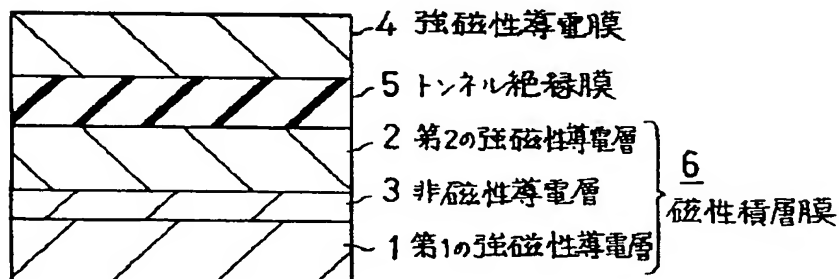 4 強磁性導電膜
5 トンネル絶縁膜
2 第2の強磁性導電層
3 非磁性導電層
1 第1の強磁性導電層
6
磁性積層膜